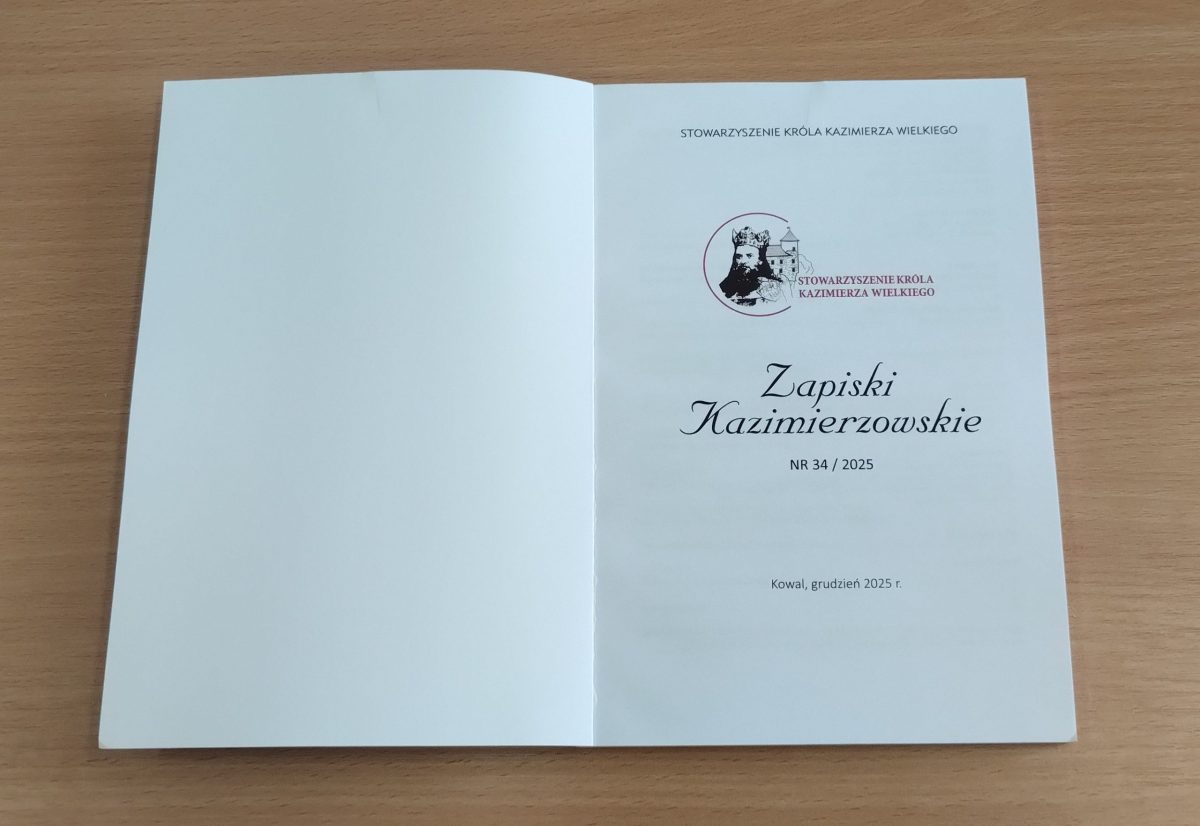 STOWARZYSZENIE KRÓLA KAZIMIERZA WIELKIEGO
STOWARZYSZENIE KRÓLA
KAZIMIERZA WIELKIEGO
Zapiski
Kazimierzowskie
NR 34 / 2025
Kowal, grudzień 2025 r.